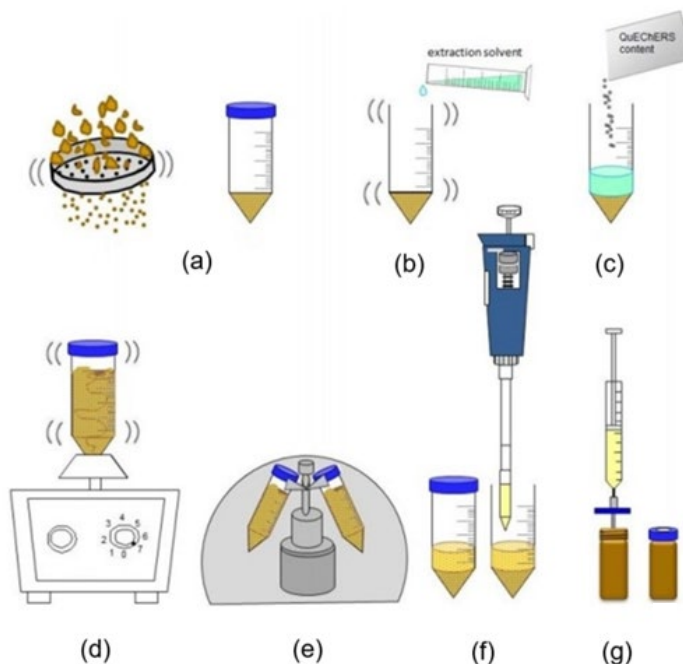 QuEChERS
content
extraction solvent
(a)
(b)
(c)
4
3 5
2 6
1 0 7
(d)
(e)
(f)
(g)